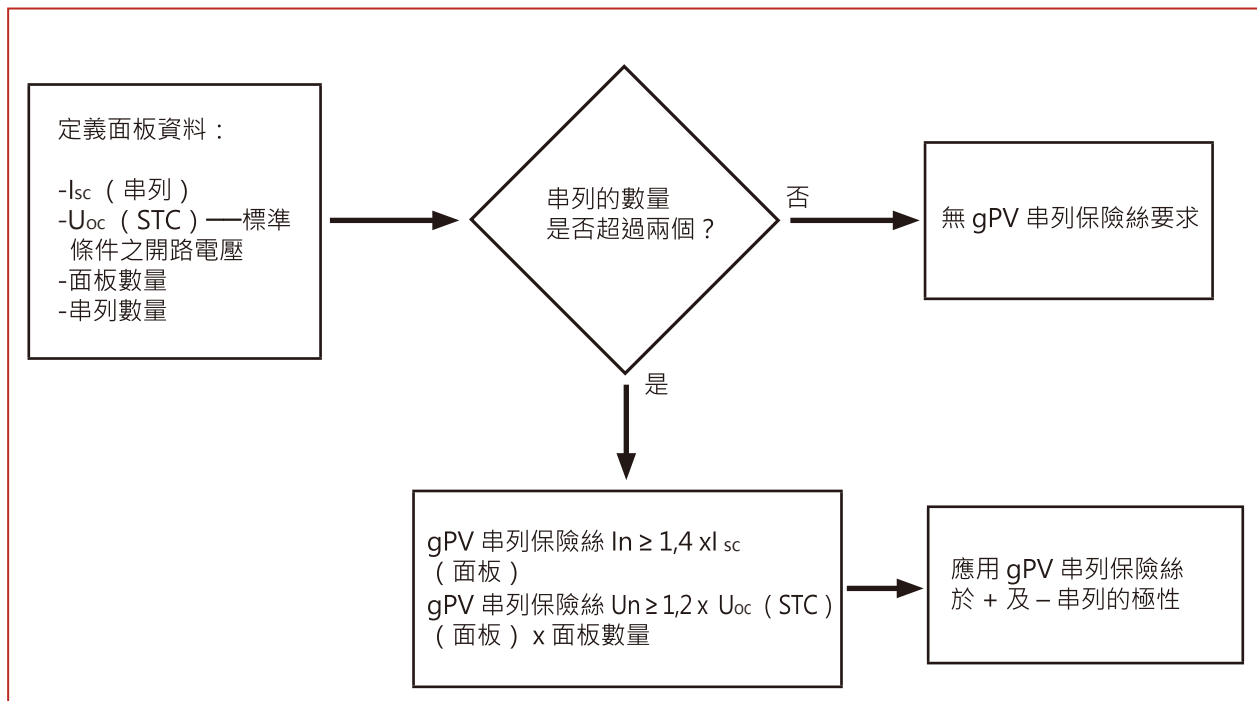 定義面板資料：
-Isc（串列）
-Uoc（STC）──標準
條件之開路電壓
-面板數量
-串列數量
串列的數量
是否超過兩個？
否
無 gPV 串列保險絲要求
是
gPV 串列保險絲 In ≥ 1,4 xI sc
（面板）
gPV 串列保險絲 Un ≥ 1,2 x Uoc（STC）
（面板）x 面板數量
應用 gPV 串列保險絲
於 + 及 – 串列的極性